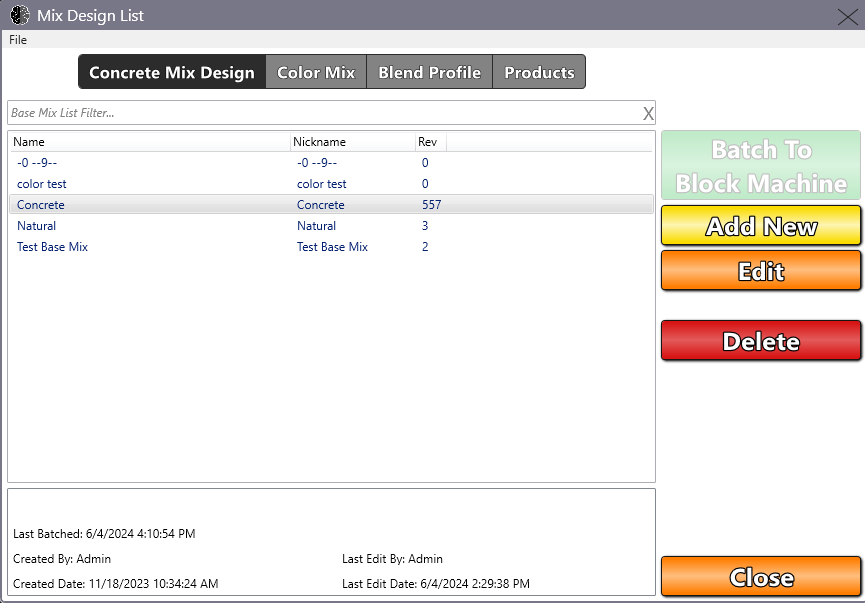 Mix Design List
File
Concrete Mix Design Color Mix Blend Profile Products
Base Mix List Filter... X
Name Nickname Rev
-0 --9-- -0 --9-- 0
color test color test 0
Concrete Concrete 557
Natural Natural 3
Test Base Mix Test Base Mix 2
Batch To
Block Machine
Add New
Edit
Delete
Last Batched: 6/4/2024 4:10:54 PM
Created By: Admin Last Edit By: Admin
Created Date: 11/18/2023 10:34:24 AM Last Edit Date: 6/4/2024 2:29:38 PM
Close